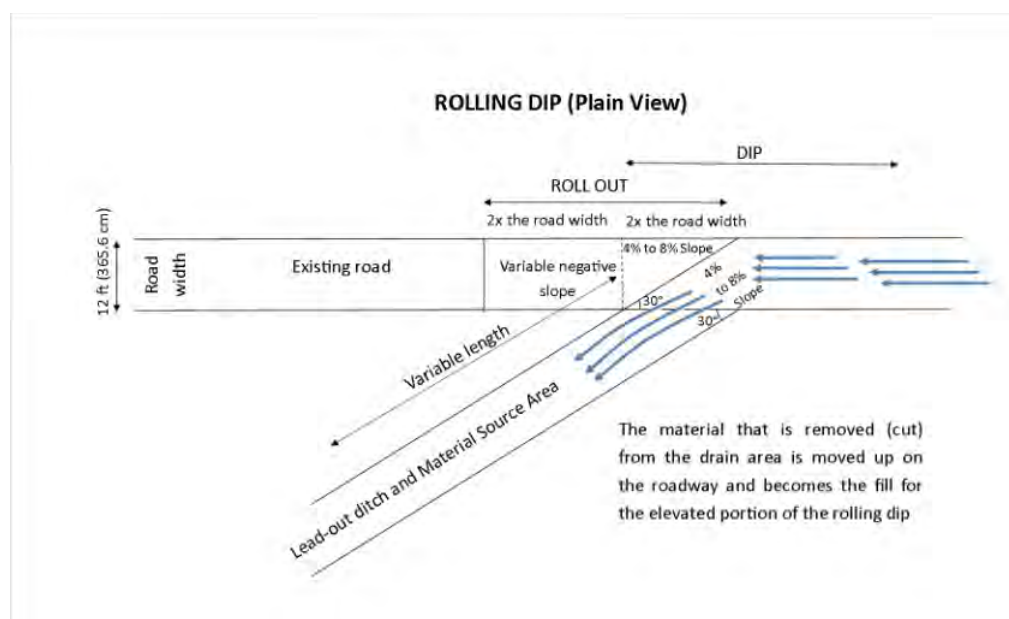 ROLLING DIP (Plain View)
DIP
ROLL OUT
2x the road width
2x the road width
12 ft (365.6 cm)
Road
width
Existing road
Variable negative
slope
4% to 8% Slope
4%
to 8%
Slope
30°
30°
Variable length
Lead-out ditch and Material Source Area
The material that is removed (cut)
from the drain area is moved up on
the roadway and becomes the fill for
the elevated portion of the rolling dip